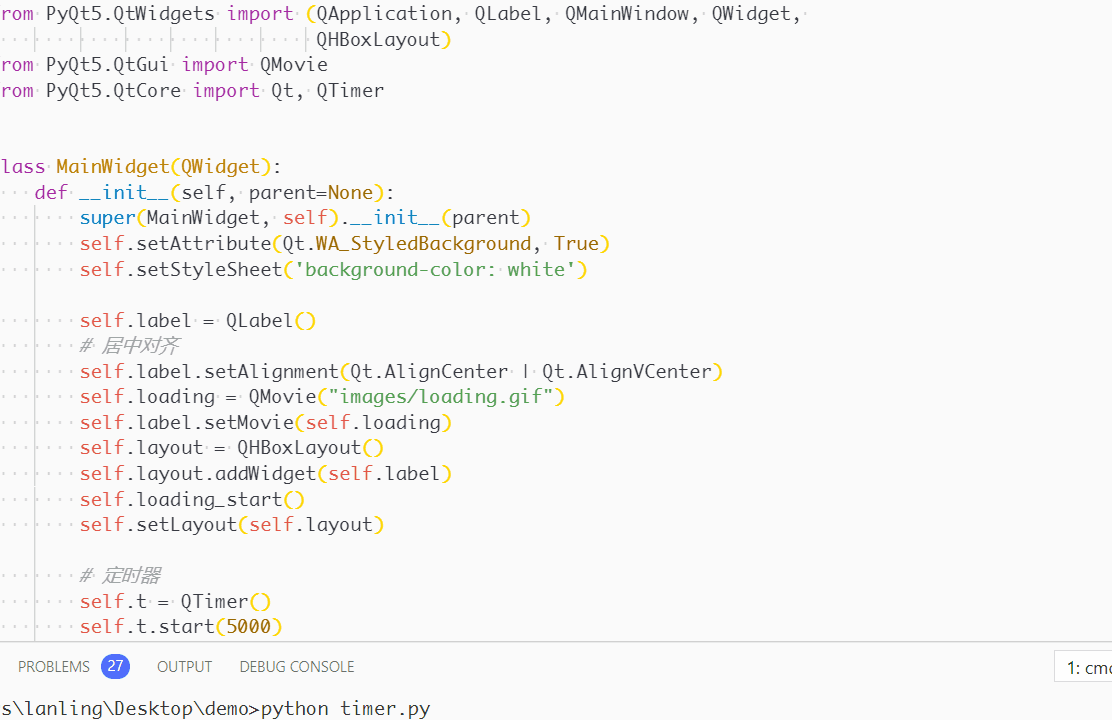 rom PyQt5.QtWidgets import (QApplication, QLabel, QMainWindow, QWidget,
                            QHBoxLayout)
rom PyQt5.QtGui import QMovie
rom PyQt5.QtCore import Qt, QTimer
lass MainWidget(QWidget):
   def __init__(self, parent=None):
       super(MainWidget, self).__init__(parent)
       self.setAttribute(Qt.WA_StyledBackground, True)
       self.setStyleSheet('background-color: white')
       self.label = QLabel()
       # 居中对齐
       self.label.setAlignment(Qt.AlignCenter | Qt.AlignVCenter)
       self.loading = QMovie("images/loading.gif")
       self.label.setMovie(self.loading)
       self.layout = QHBoxLayout()
       self.layout.addWidget(self.label)
       self.loading_start()
       self.setLayout(self.layout)
       # 定时器
       self.t = QTimer()
       self.t.start(5000)
PROBLEMS 27 OUTPUT DEBUG CONSOLE 1: cmd
s\lanling\Desktop\demo>python timer.py